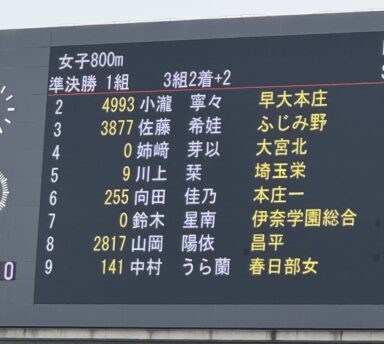 女子800m
準決勝 1組 3組2着+2
2 4993 小瀧 寧々 早大本庄
3 3877 佐藤 希娃 ふじみ野
4 0 姉﨑 芽以 大宮北
5 9 川上 栞 埼玉栄
6 255 向田 佳乃 本庄一
7 0 鈴木 星南 伊奈学園総合
8 2817 山岡 陽依 昌平
9 141 中村 うら蘭 春日部女
0